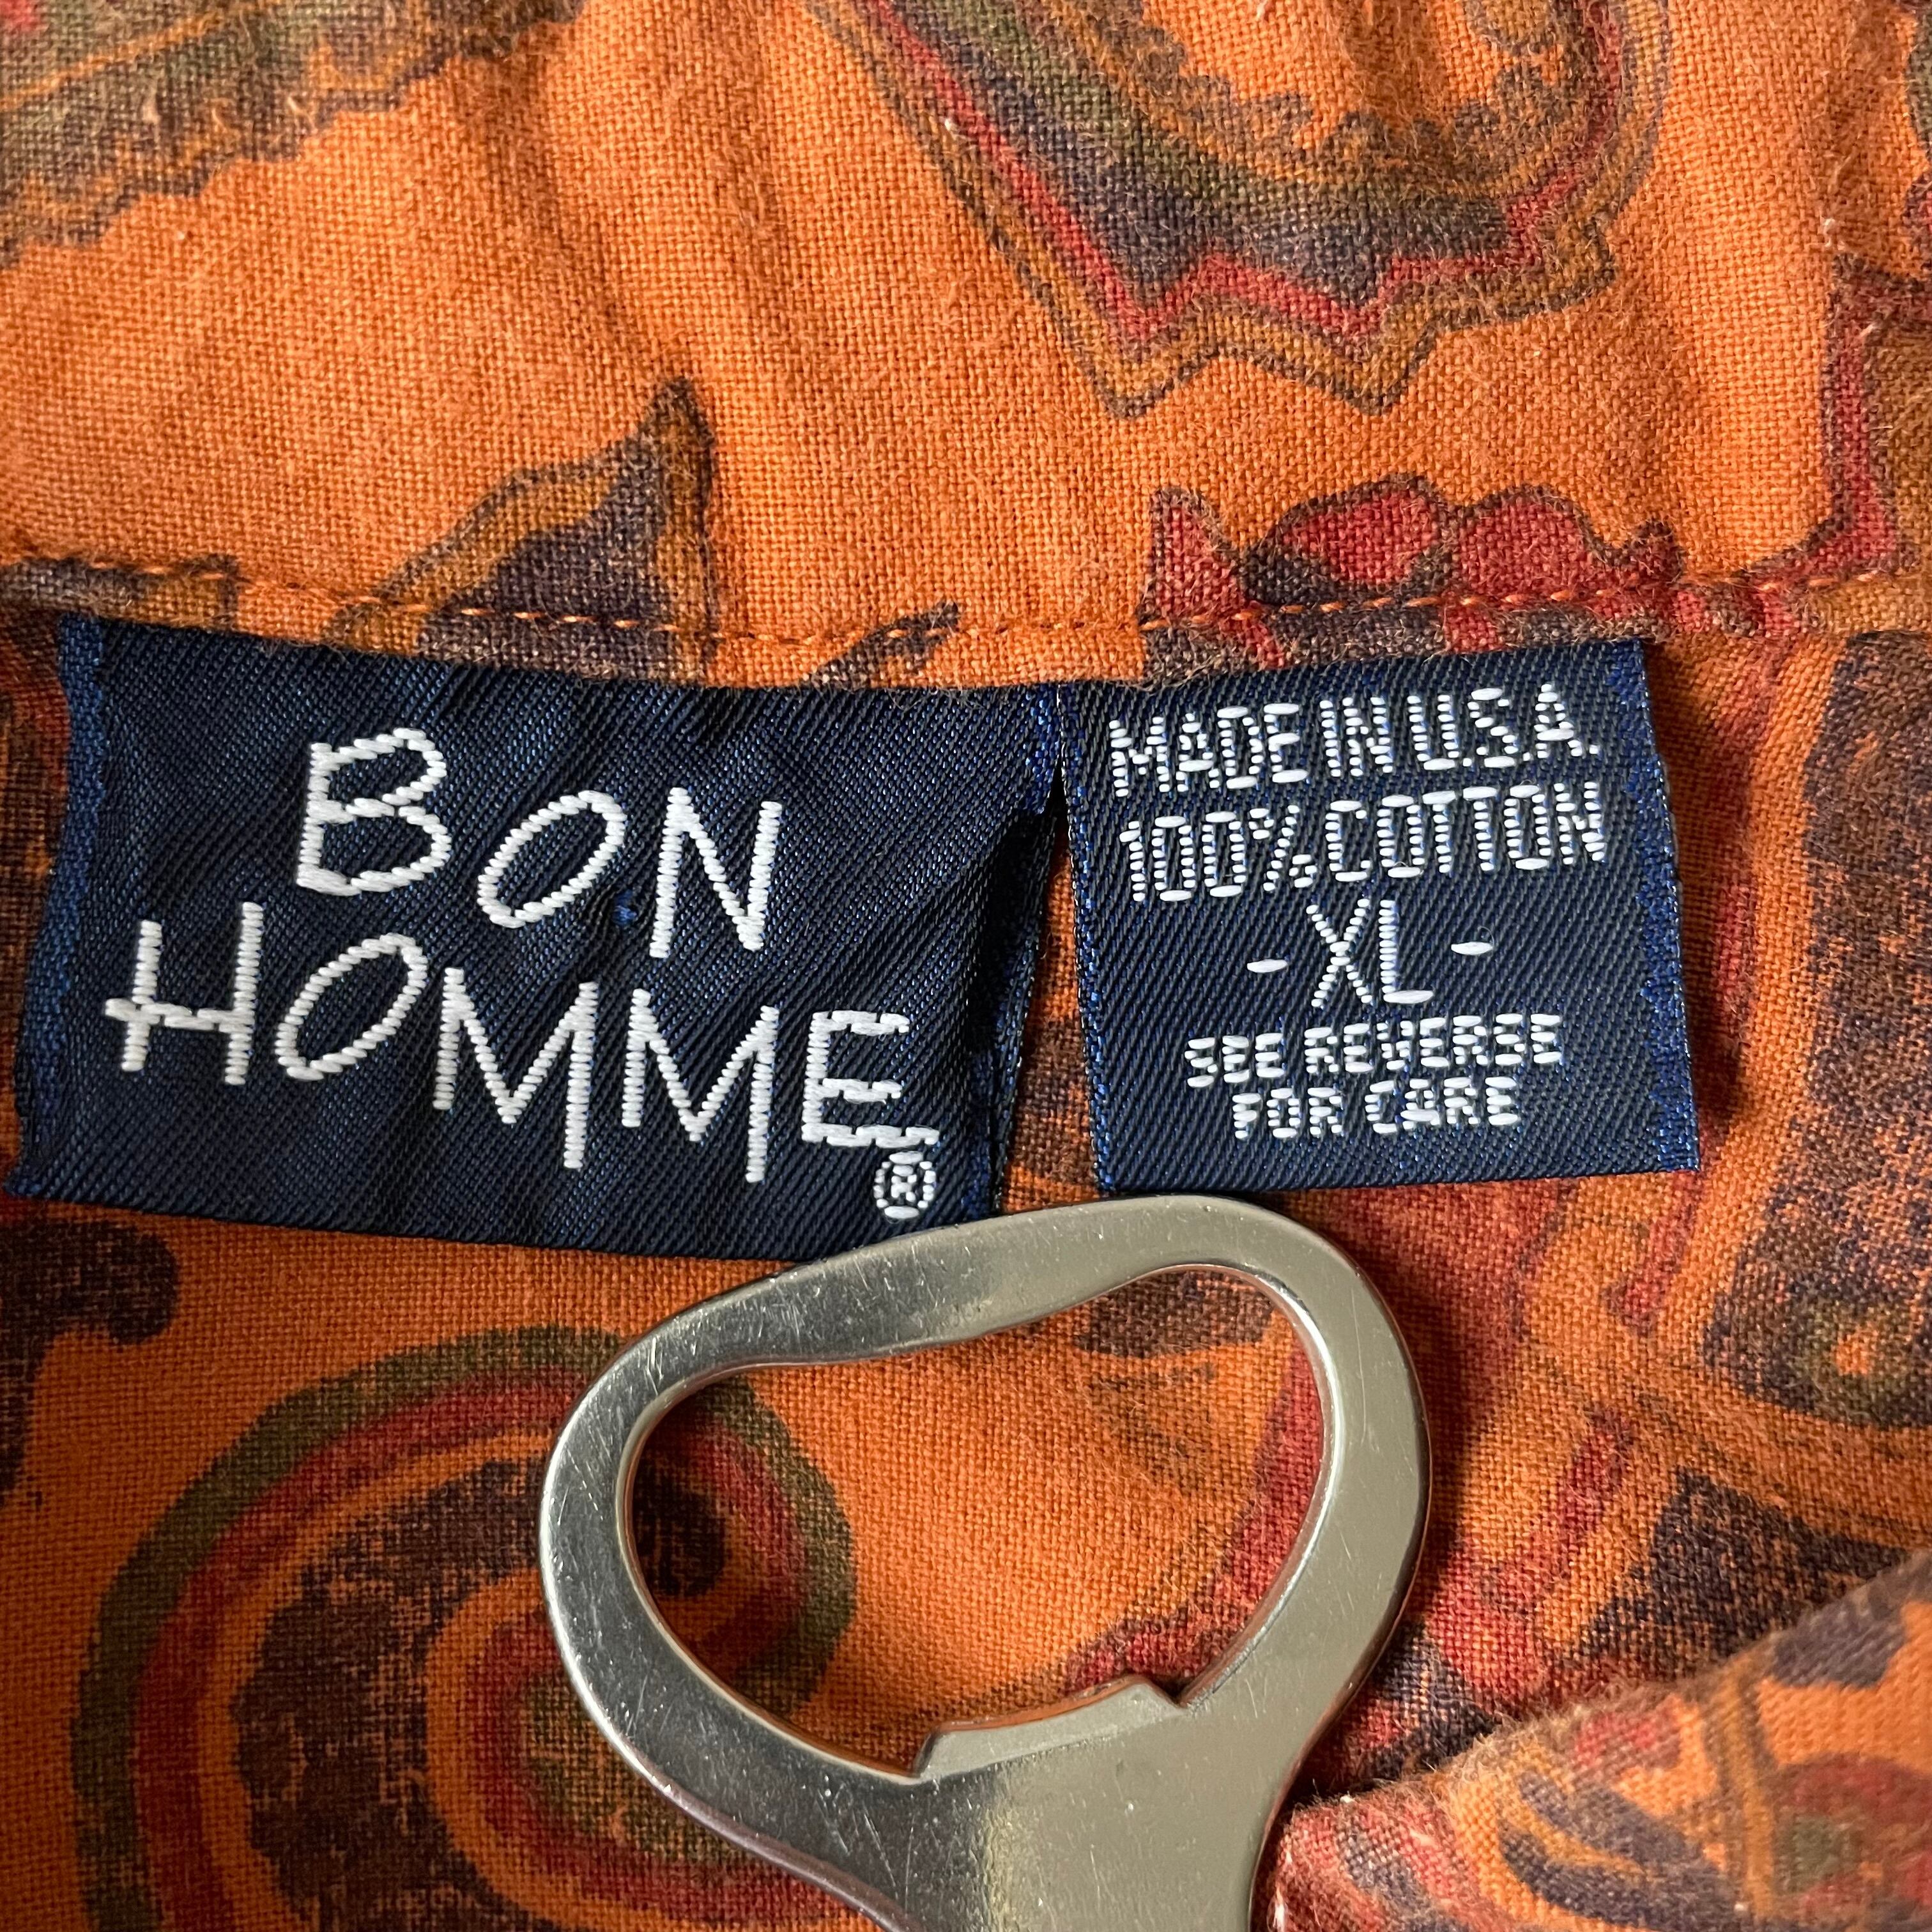 BON
HOMME
®
MADE IN U.S.A.
100% COTTON
- XL -
SEE REVERSE
FOR CARE